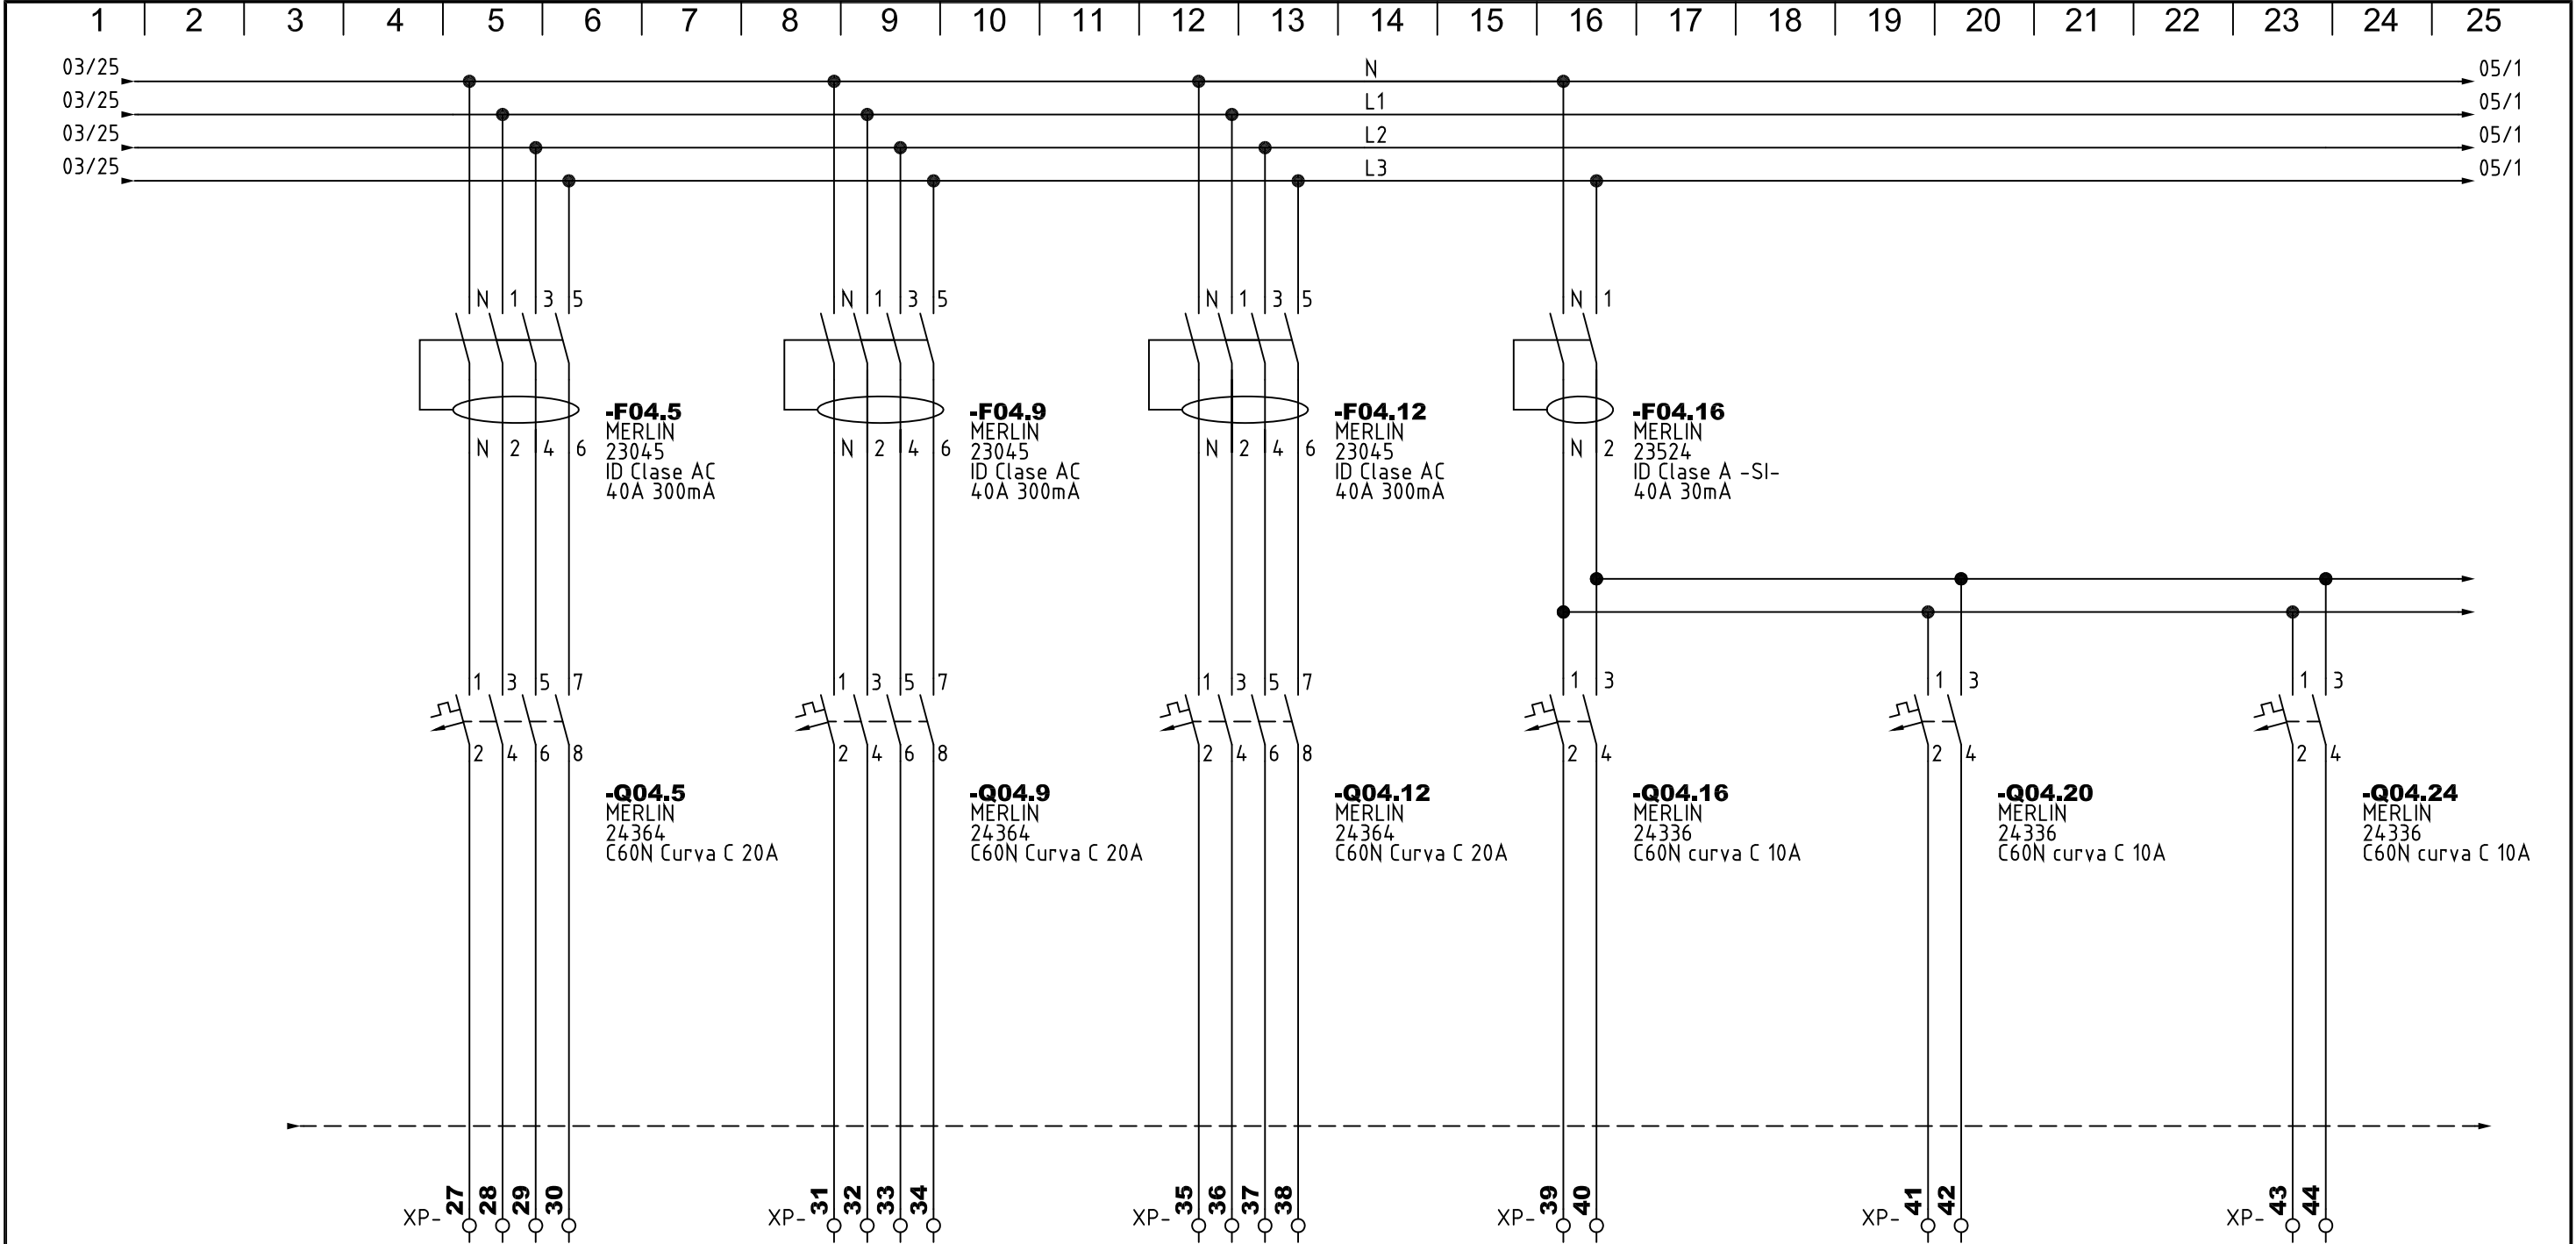 1 2 3 4 5 6 7 8 9 10 11 12 13 14 15 16 17 18 19 20 21 22 23 24 25
03/25 N 05/1
03/25 L1 05/1
03/25 L2 05/1
03/25 L3 05/1
N 1 3 5 N 1 3 5 N 1 3 5 N 1
-F04.5
MERLIN
23045
ID Clase AC
40A 300mA
-F04.9
MERLIN
23045
ID Clase AC
40A 300mA
-F04.12
MERLIN
23045
ID Clase AC
40A 300mA
-F04.16
MERLIN
23524
ID Clase A -SI-
40A 30mA
N 2 4 6 N 2 4 6 N 2 4 6 N 2
1 3 5 7 1 3 5 7 1 3 5 7 1 3 1 3 1 3
2 4 6 8 2 4 6 8 2 4 6 8 2 4 2 4 2 4
-Q04.5
MERLIN
24364
C60N Curva C 20A
-Q04.9
MERLIN
24364
C60N Curva C 20A
-Q04.12
MERLIN
24364
C60N Curva C 20A
-Q04.16
MERLIN
24336
C60N curva C 10A
-Q04.20
MERLIN
24336
C60N curva C 10A
-Q04.24
MERLIN
24336
C60N curva C 10A
XP- 27 28 29 30
XP- 31 32 33 34
XP- 35 36 37 38
XP- 39 40
XP- 41 42
XP- 43 44